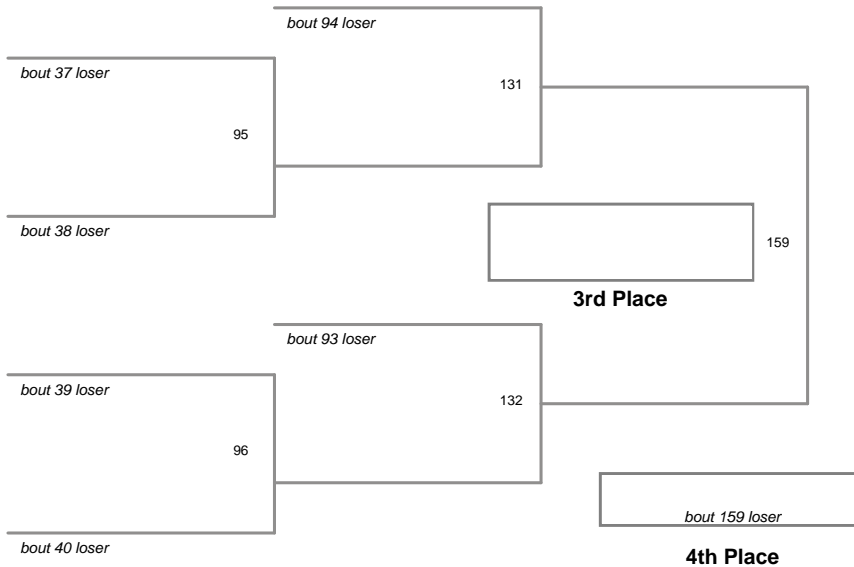 bout 94 loser
bout 37 loser
131
95
bout 38 loser
159
3rd Place
bout 93 loser
bout 39 loser
132
96
bout 159 loser
bout 40 loser
4th Place